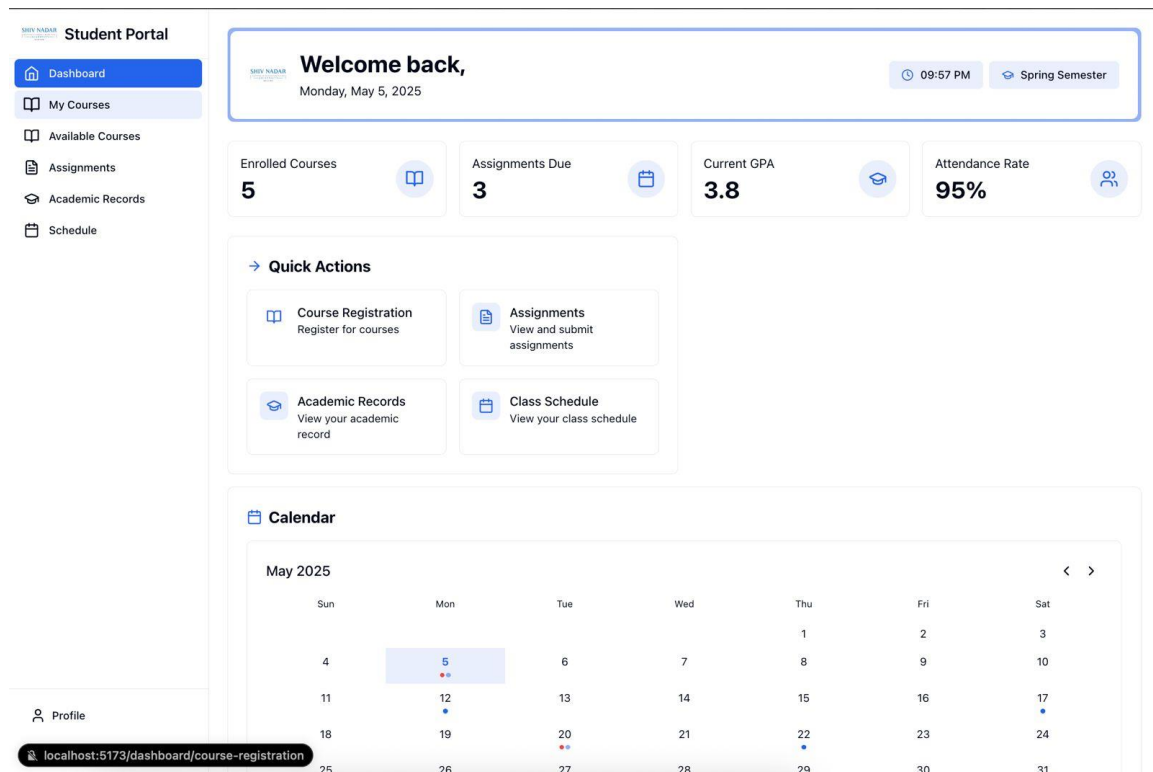 SHIV NADAR
Student Portal
Dashboard
My Courses
Available Courses
Assignments
Academic Records
Schedule
Profile
localhost:5173/dashboard/course-registration
SHIV NADAR
Welcome back,
Monday, May 5, 2025
09:57 PM
Spring Semester
Enrolled Courses
5
Assignments Due
3
Current GPA
3.8
Attendance Rate
95%
Quick Actions
Course Registration
Register for courses
Assignments
View and submit
assignments
Academic Records
View your academic
record
Class Schedule
View your class schedule
Calendar
May 2025
Sun Mon Tue Wed Thu Fri Sat
1 2 3
4 5 6 7 8 9 10
11 12 13 14 15 16 17
18 19 20 21 22 23 24
25 26 27 28 29 30 31